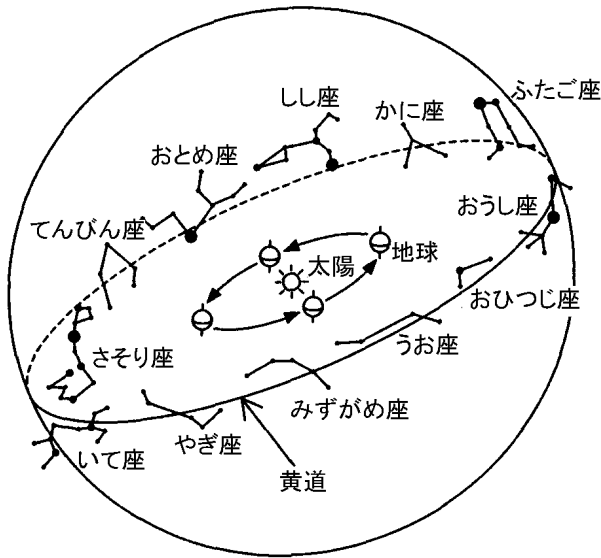 ふたご座
しし座
かに座
おとめ座
おうし座
てんびん座
地球
太陽
おひつじ座
うお座
さそり座
みずがめ座
やぎ座
いて座
黄道